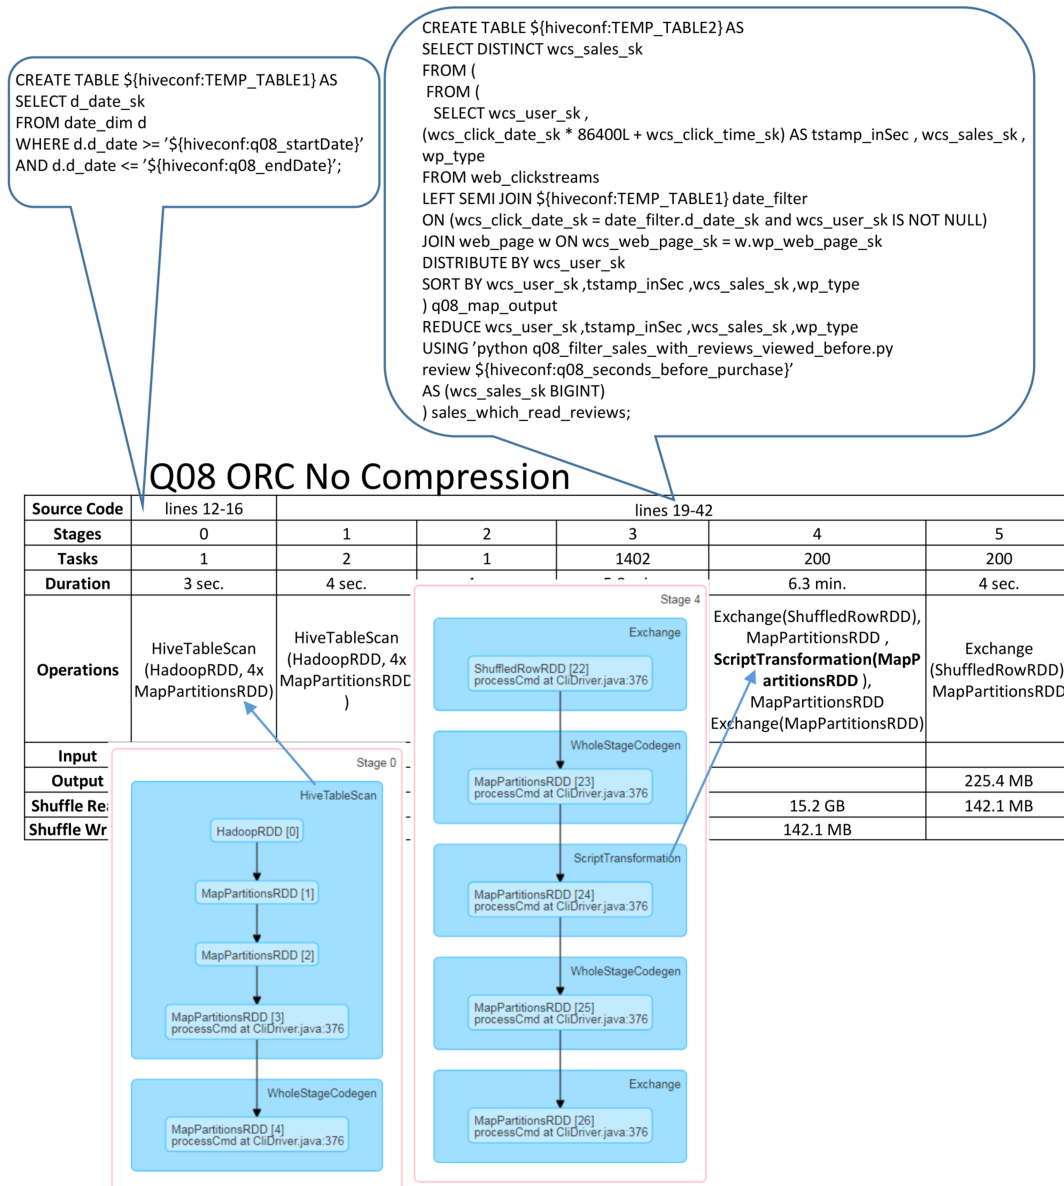 CREATE TABLE ${hiveconf:TEMP_TABLE1} AS
SELECT d_date_sk
FROM date_dim d
WHERE d.d_date >= '${hiveconf:q08_startDate}'
AND d.d_date <= '${hiveconf:q08_endDate}';
CREATE TABLE ${hiveconf:TEMP_TABLE2} AS
SELECT DISTINCT wcs_sales_sk
FROM (
FROM (
SELECT wcs_user_sk ,
(wcs_click_date_sk * 86400L + wcs_click_time_sk) AS tstamp_inSec , wcs_sales_sk ,
wp_type
FROM web_clickstreams
LEFT SEMI JOIN ${hiveconf:TEMP_TABLE1} date_filter
ON (wcs_click_date_sk = date_filter.d_date_sk and wcs_user_sk IS NOT NULL)
JOIN web_page w ON wcs_web_page_sk = w.wp_web_page_sk
DISTRIBUTE BY wcs_user_sk
SORT BY wcs_user_sk ,tstamp_inSec ,wcs_sales_sk ,wp_type
) q08_map_output
REDUCE wcs_user_sk ,tstamp_inSec ,wcs_sales_sk ,wp_type
USING 'python q08_filter_sales_with_reviews_viewed_before.py
review ${hiveconf:q08_seconds_before_purchase}'
AS (wcs_sales_sk BIGINT)
) sales_which_read_reviews;
Q08 ORC No Compression
Source Code lines 12-16 lines 19-42
Stages 0 1 2 3 4 5
Tasks 1 2 1 1402 200 200
Duration 3 sec. 4 sec. 6.3 min. 4 sec.
Operations
HiveTableScan
(HadoopRDD, 4x
MapPartitionsRDD)
HiveTableScan
(HadoopRDD, 4x
MapPartitionsRDD
)
Exchange(ShuffledRowRDD),
MapPartitionsRDD ,
ScriptTransformation(MapP
artitionsRDD ),
MapPartitionsRDD
Exchange(MapPartitionsRDD)
Exchange
(ShuffledRowRDD)
MapPartitionsRDD
Input
Output 225.4 MB
Shuffle Re 15.2 GB 142.1 MB
Shuffle Wr 142.1 MB
Stage 0
HiveTableScan
HadoopRDD [0]
MapPartitionsRDD [1]
MapPartitionsRDD [2]
MapPartitionsRDD [3]
processCmd at CliDriver.java:376
WholeStageCodegen
MapPartitionsRDD [4]
processCmd at CliDriver.java:376
Stage 4
Exchange
ShuffledRowRDD [22]
processCmd at CliDriver.java:376
WholeStageCodegen
MapPartitionsRDD [23]
processCmd at CliDriver.java:376
ScriptTransformation
MapPartitionsRDD [24]
processCmd at CliDriver.java:376
WholeStageCodegen
MapPartitionsRDD [25]
processCmd at CliDriver.java:376
Exchange
MapPartitionsRDD [26]
processCmd at CliDriver.java:376